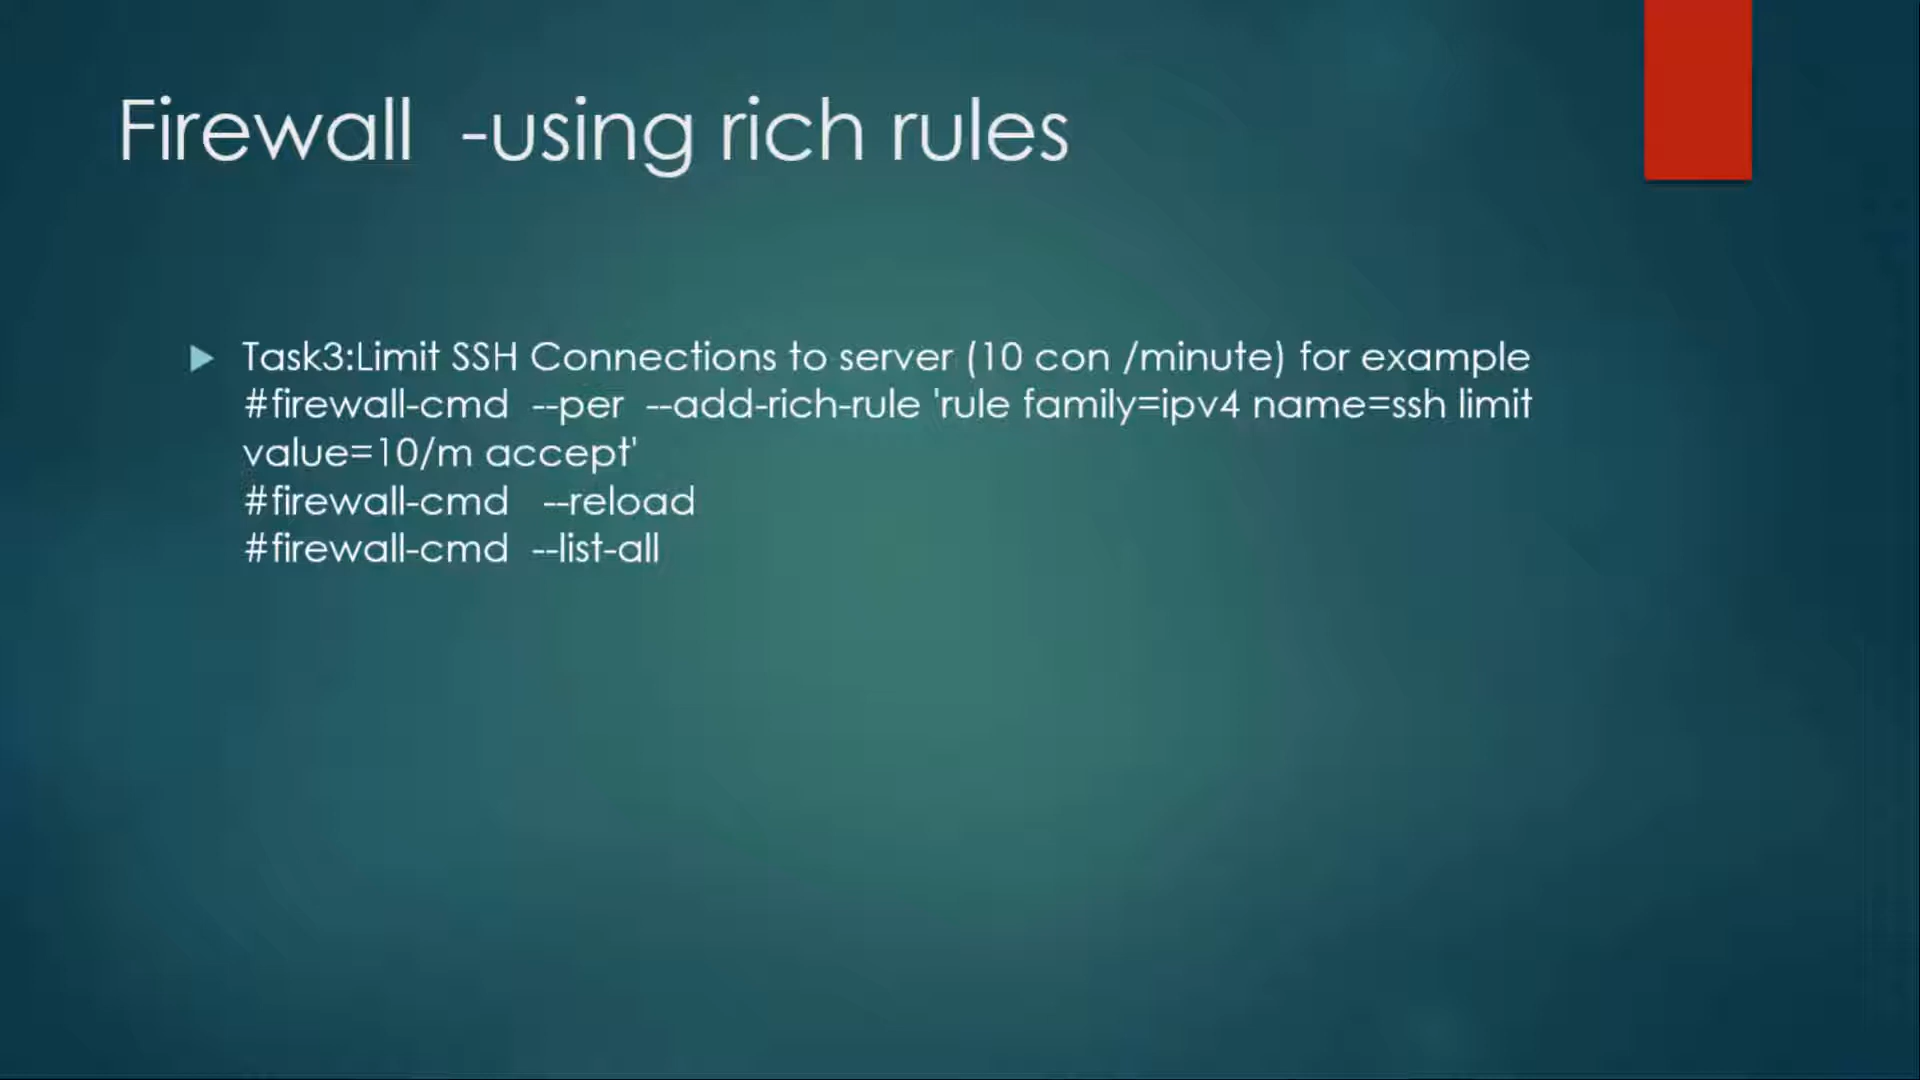 Firewall  -using rich rules
Task3:Limit SSH Connections to server (10 con /minute) for example
#firewall-cmd  --per  --add-rich-rule 'rule family=ipv4 name=ssh limit
value=10/m accept'
#firewall-cmd   --reload
#firewall-cmd  --list-all